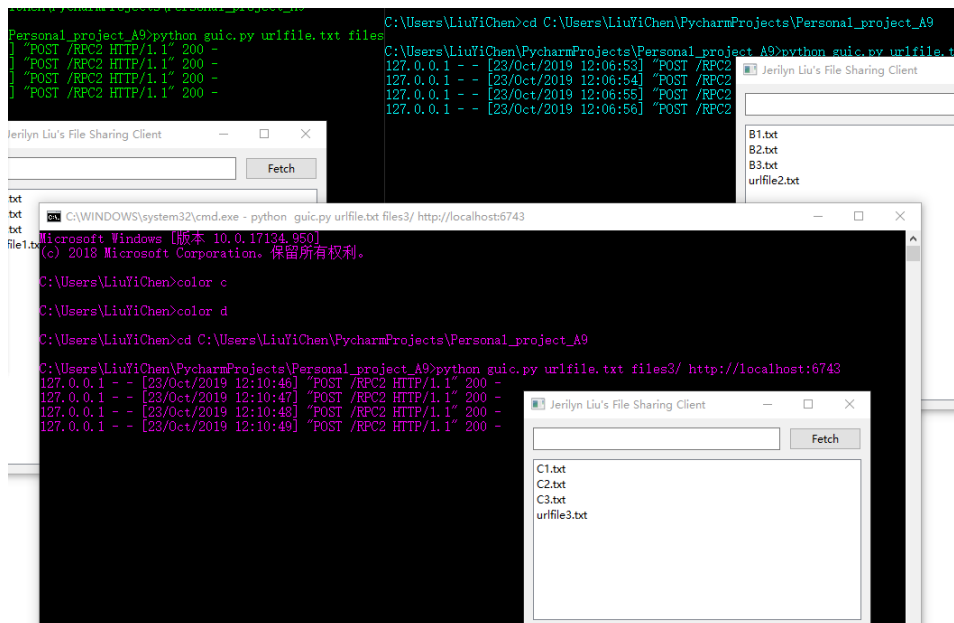 Personal_project_A9>python guic.py urlfile.txt files
] "POST /RPC2 HTTP/1.1" 200 -
] "POST /RPC2 HTTP/1.1" 200 -
] "POST /RPC2 HTTP/1.1" 200 -
] "POST /RPC2 HTTP/1.1" 200 -
C:\Users\LiuYiChen>cd C:\Users\LiuYiChen\PycharmProjects\Personal_project_A9
C:\Users\LiuYiChen\PycharmProjects\Personal_project_A9>python guic.py urlfile.t
127.0.0.1 - - [23/Oct/2019 12:06:53] "POST /RPC2
127.0.0.1 - - [23/Oct/2019 12:06:54] "POST /RPC2
127.0.0.1 - - [23/Oct/2019 12:06:55] "POST /RPC2
127.0.0.1 - - [23/Oct/2019 12:06:56] "POST /RPC2
Jerilyn Liu's File Sharing Client
B1.txt
B2.txt
B3.txt
urlfile2.txt
Jerilyn Liu's File Sharing Client
Fetch
txt
txt
txt
file1.tx
C:\WINDOWS\system32\cmd.exe - python guic.py urlfile.txt files3/ http://localhost:6743
Microsoft Windows [版本 10.0.17134.950]
(c) 2018 Microsoft Corporation。保留所有权利。
C:\Users\LiuYiChen>color c
C:\Users\LiuYiChen>color d
C:\Users\LiuYiChen>cd C:\Users\LiuYiChen\PycharmProjects\Personal_project_A9
C:\Users\LiuYiChen\PycharmProjects\Personal_project_A9>python guic.py urlfile.txt files3/ http://localhost:6743
127.0.0.1 - - [23/Oct/2019 12:10:46] "POST /RPC2 HTTP/1.1" 200 -
127.0.0.1 - - [23/Oct/2019 12:10:47] "POST /RPC2 HTTP/1.1" 200 -
127.0.0.1 - - [23/Oct/2019 12:10:48] "POST /RPC2 HTTP/1.1" 200 -
127.0.0.1 - - [23/Oct/2019 12:10:49] "POST /RPC2 HTTP/1.1" 200 -
Jerilyn Liu's File Sharing Client
Fetch
C1.txt
C2.txt
C3.txt
urlfile3.txt